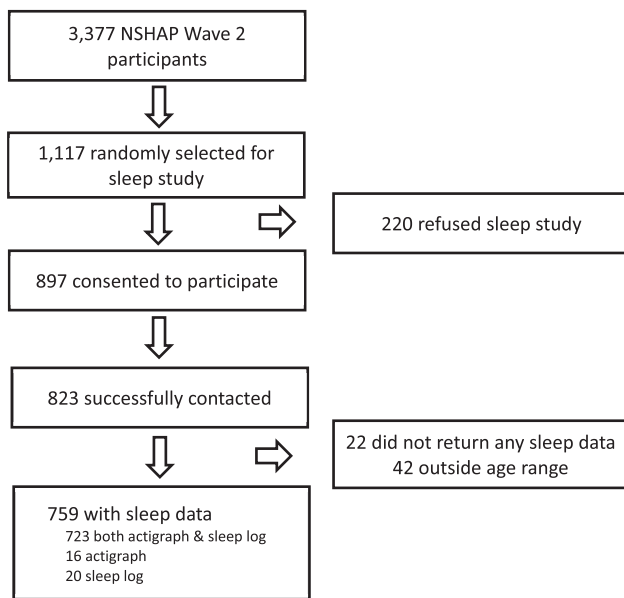 3,377 NSHAP Wave 2
participants
1,117 randomly selected for
sleep study
220 refused sleep study
897 consented to participate
823 successfully contacted
22 did not return any sleep data
42 outside age range
759 with sleep data
723 both actigraph & sleep log
16 actigraph
20 sleep log